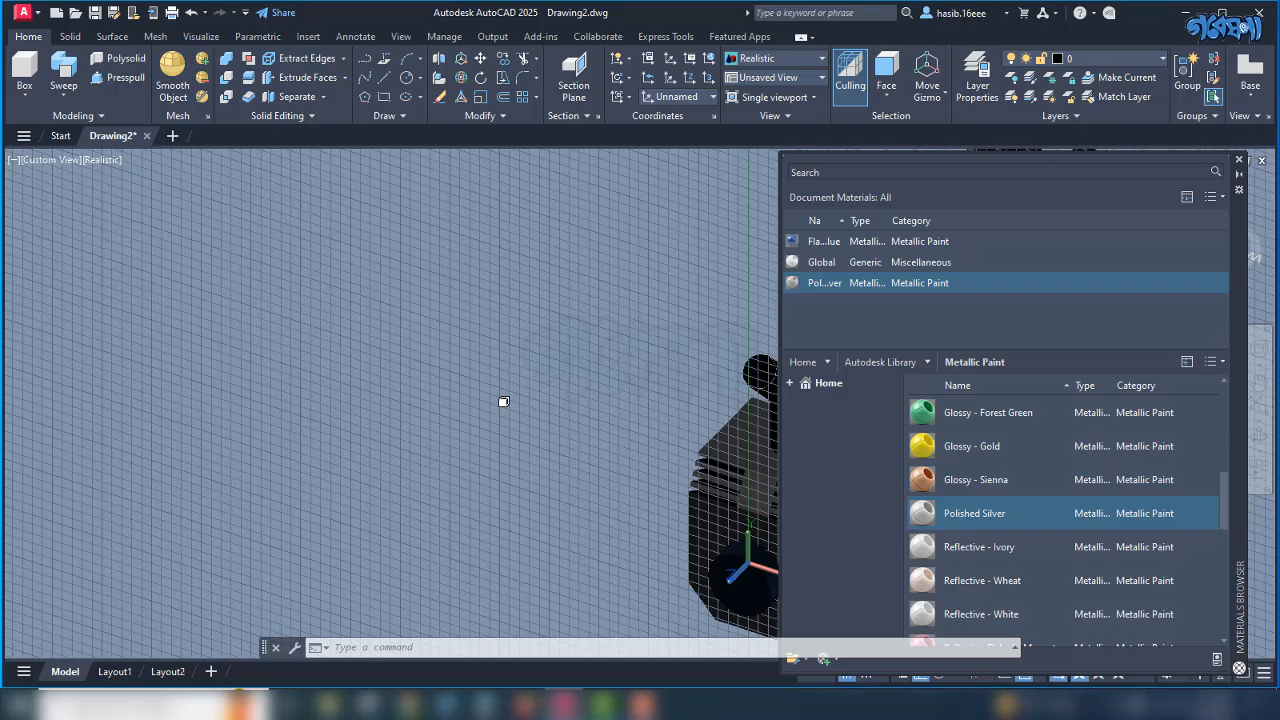 Share
Autodesk AutoCAD 2025 Drawing2.dwg
Type a keyword or phrase
hasib.16eee
গবেষণা
Home Solid Surface Mesh Visualize Parametric Insert Annotate View Manage Output Add-ins Collaborate Express Tools Featured Apps
Box
Sweep
Polysolid
Presspull
Modeling
Smooth
Object
Mesh
Extract Edges
Extrude Faces
Separate
Solid Editing
Draw
Modify
Section
Plane
Section
Unnamed
Coordinates
Realistic
Unsaved View
Single viewport
View
Culling
Face
Move
Gizmo
Selection
Layer
Properties
0
Make Current
Match Layer
Layers
Group
Groups
Base
View
Start Drawing2*
[−][Custom View][Realistic]
Search
Document Materials: All
Na Type Category
Fla...lue Metalli... Metallic Paint
Global Generic Miscellaneous
Pol...ver Metalli... Metallic Paint
Home Autodesk Library Metallic Paint
Home
Name Type Category
Glossy - Forest Green Metalli... Metallic Paint
Glossy - Gold Metalli... Metallic Paint
Glossy - Sienna Metalli... Metallic Paint
Polished Silver Metalli... Metallic Paint
Reflective - Ivory Metalli... Metallic Paint
Reflective - Wheat Metalli... Metallic Paint
Reflective - White Metalli... Metallic Paint
MATERIALS BROWSER
Type a command
Model Layout1 Layout2